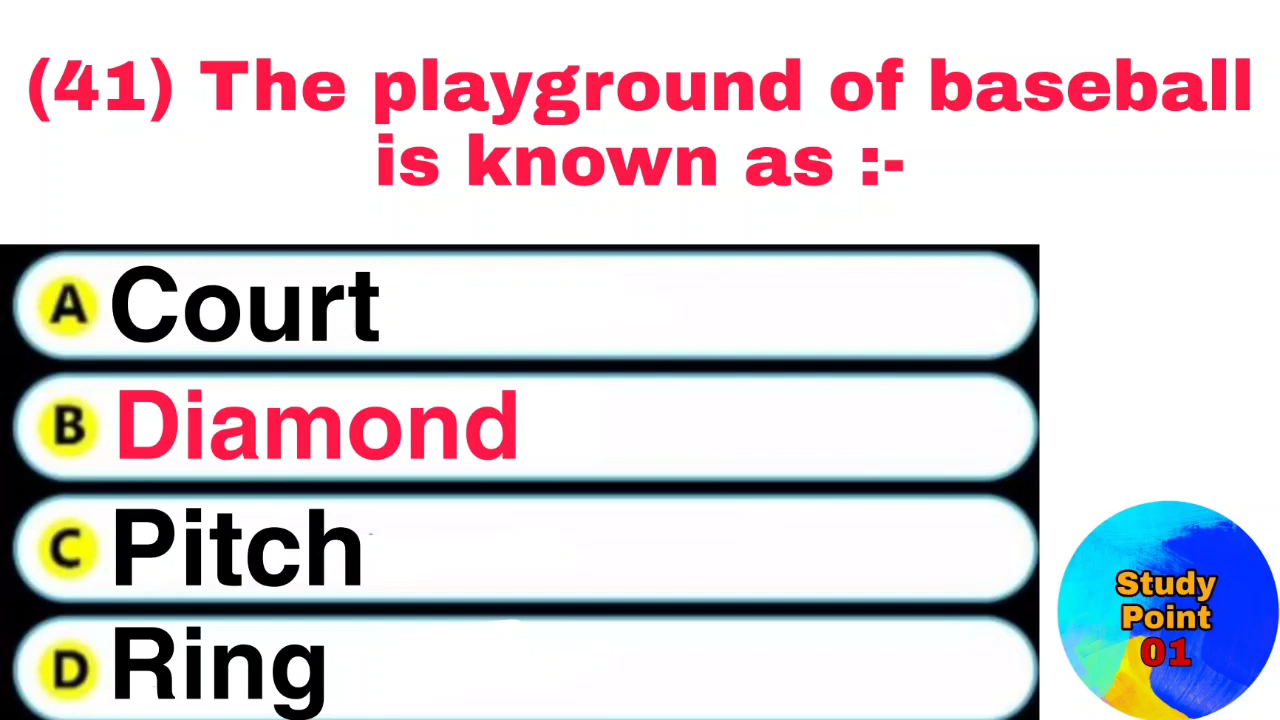 (41) The playground of baseball
is known as :-
A Court
B Diamond
C Pitch
D Ring
Study
Point
01